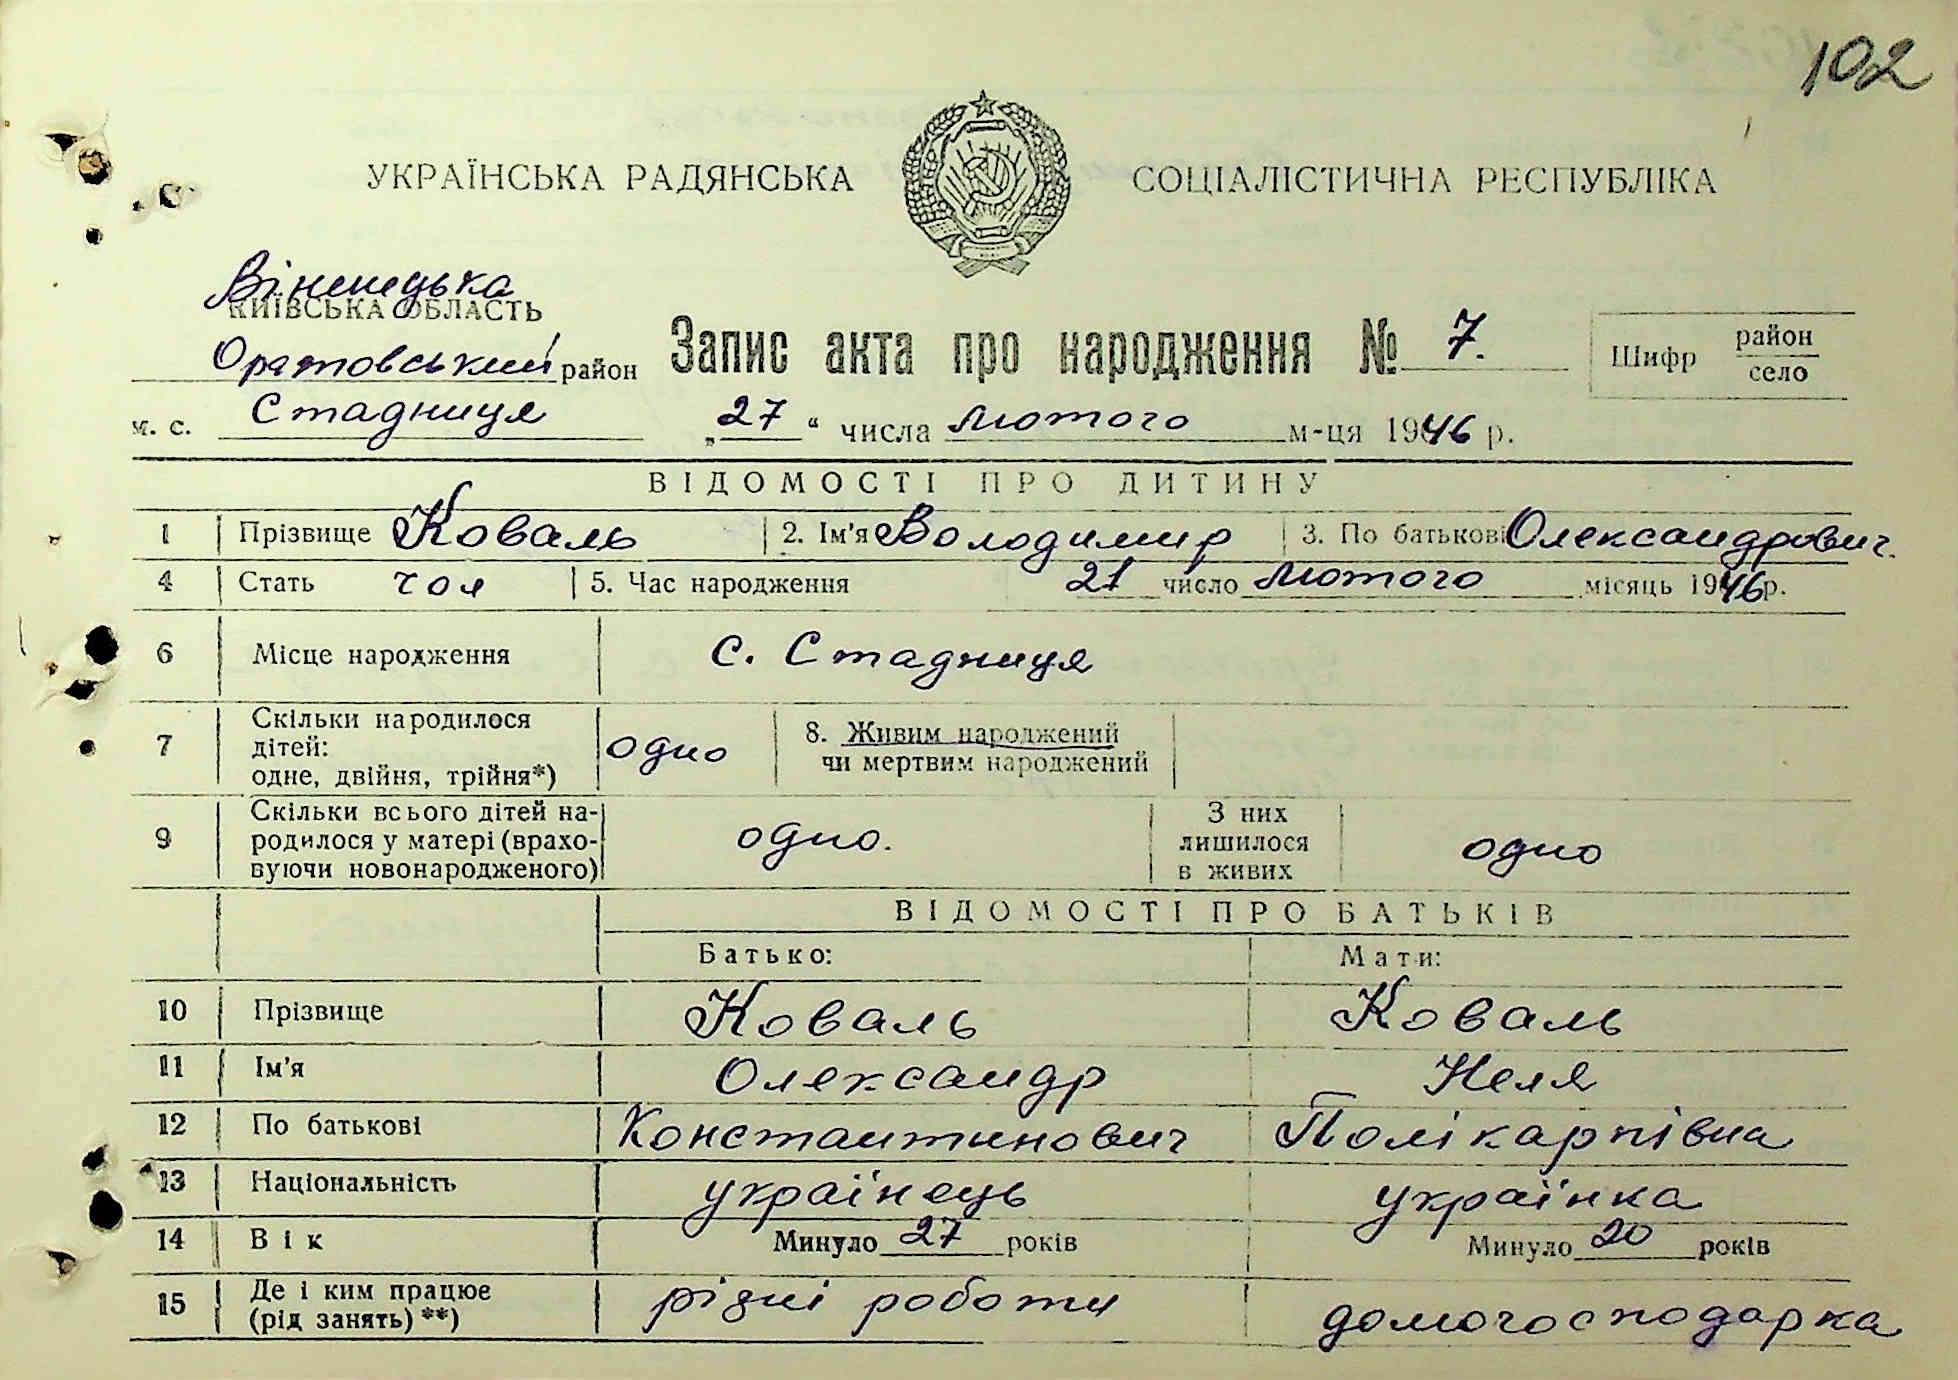 102
УКРАЇНСЬКА РАДЯНСЬКА СОЦІАЛІСТИЧНА РЕСПУБЛІКА
Вінницька
КИЇВСЬКА ОБЛАСТЬ
Оратовський район Запис акта про народження № 7. Шифр район село
м. с. Стадниця „27“ числа лютого м-ця 1946 р.
ВІДОМОСТІ ПРО ДИТИНУ
1 Прізвище Коваль 2. Ім'я Володимир 3. По батькові Олександрович.
4 Стать чол 5. Час народження 21 число лютого місяць 1946 р.
6 Місце народження с. Стадниця
7 Скільки народилося дітей: одне, двійня, трійня*) одно 8. Живим народжений чи мертвим народжений
9 Скільки всього дітей народилося у матері (враховуючи новонародженого) одно. З них лишилося в живих одно
ВІДОМОСТІ ПРО БАТЬКІВ
Батько: Мати:
10 Прізвище Коваль Коваль
11 Ім'я Олександр Неля
12 По батькові Константинович Полікарпівна
13 Національність українець українка
14 Вік Минуло 27 років Минуло 20 років
15 Де і ким працює (рід занять) **) різні роботи домогосподарка